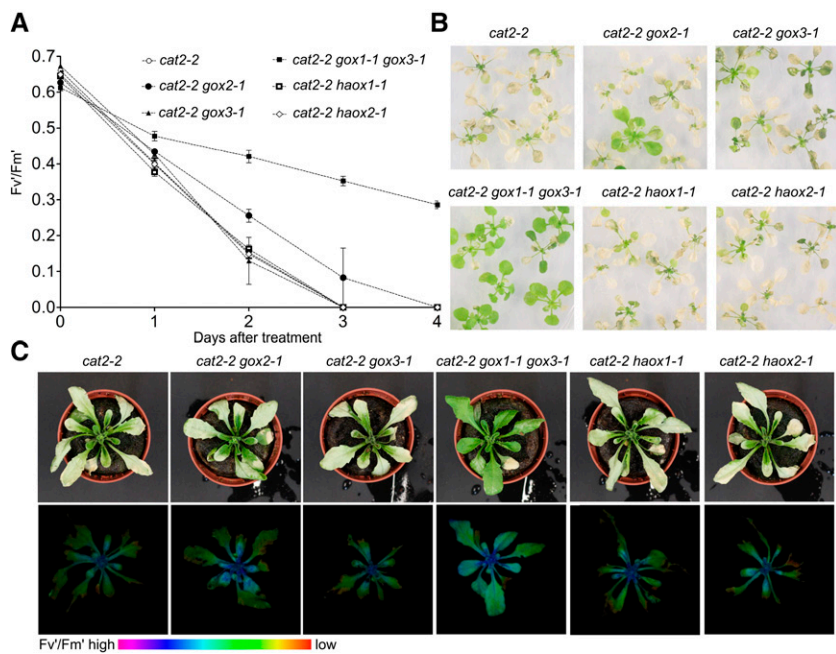 A
0.7
0.6
0.5
0.4
0.3
0.2
0.1
0.0
Fv'/Fm'
0 1 2 3 4
Days after treatment
cat2-2
cat2-2 gox2-1
cat2-2 gox3-1
cat2-2 gox1-1 gox3-1
cat2-2 haox1-1
cat2-2 haox2-1
B
cat2-2 cat2-2 gox2-1 cat2-2 gox3-1
cat2-2 gox1-1 gox3-1 cat2-2 haox1-1 cat2-2 haox2-1
C
cat2-2 cat2-2 gox2-1 cat2-2 gox3-1 cat2-2 gox1-1 gox3-1 cat2-2 haox1-1 cat2-2 haox2-1
Fv'/Fm' high low